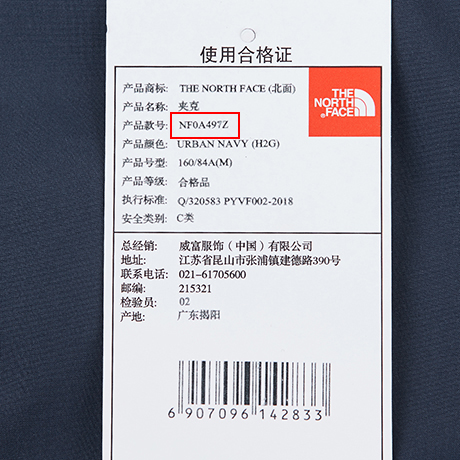 使用合格证
产品商标: THE NORTH FACE (北面)
产品名称: 夹克
产品款号: NF0A497Z
产品颜色: URBAN NAVY (H2G)
产品号型: 160/84A(M)
产品等级: 合格品
执行标准: Q/320583 PYVF002-2018
安全类别: C类
THE
NORTH
FACE
总经销: 威富服饰（中国）有限公司
地址: 江苏省昆山市张浦镇建德路390号
联系电话: 021-61705600
邮编: 215321
检验员: 02
产地: 广东揭阳
6 907096 142833